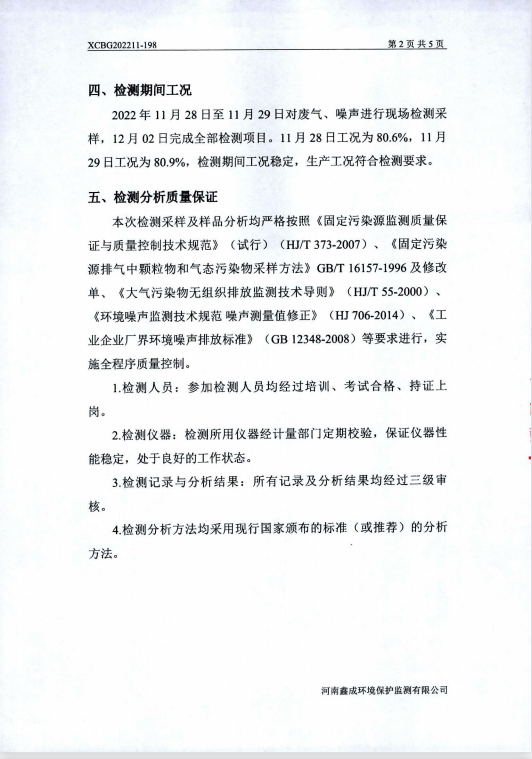 XCBG202211-198 第 2 页 共 5 页
四、检测期间工况
2022 年 11 月 28 日至 11 月 29 日对废气、噪声进行现场检测采
样，12 月 02 日完成全部检测项目。11 月 28 日工况为 80.6%，11 月
29 日工况为 80.9%，检测期间工况稳定，生产工况符合检测要求。
五、检测分析质量保证
本次检测采样及样品分析均严格按照《固定污染源监测质量保
证与质量控制技术规范》（试行）（HJ/T 373-2007）、《固定污染
源排气中颗粒物和气态污染物采样方法》GB/T 16157-1996 及修改
单、《大气污染物无组织排放监测技术导则》（HJ/T 55-2000）、
《环境噪声监测技术规范 噪声测量值修正》（HJ 706-2014）、《工
业企业厂界环境噪声排放标准》（GB 12348-2008）等要求进行，实
施全程序质量控制。
1.检测人员：参加检测人员均经过培训、考试合格、持证上
岗。
2.检测仪器：检测所用仪器经计量部门定期校验，保证仪器性
能稳定，处于良好的工作状态。
3.检测记录与分析结果：所有记录及分析结果均经过三级审
核。
4.检测分析方法均采用现行国家颁布的标准（或推荐）的分析
方法。
河南鑫成环境保护监测有限公司